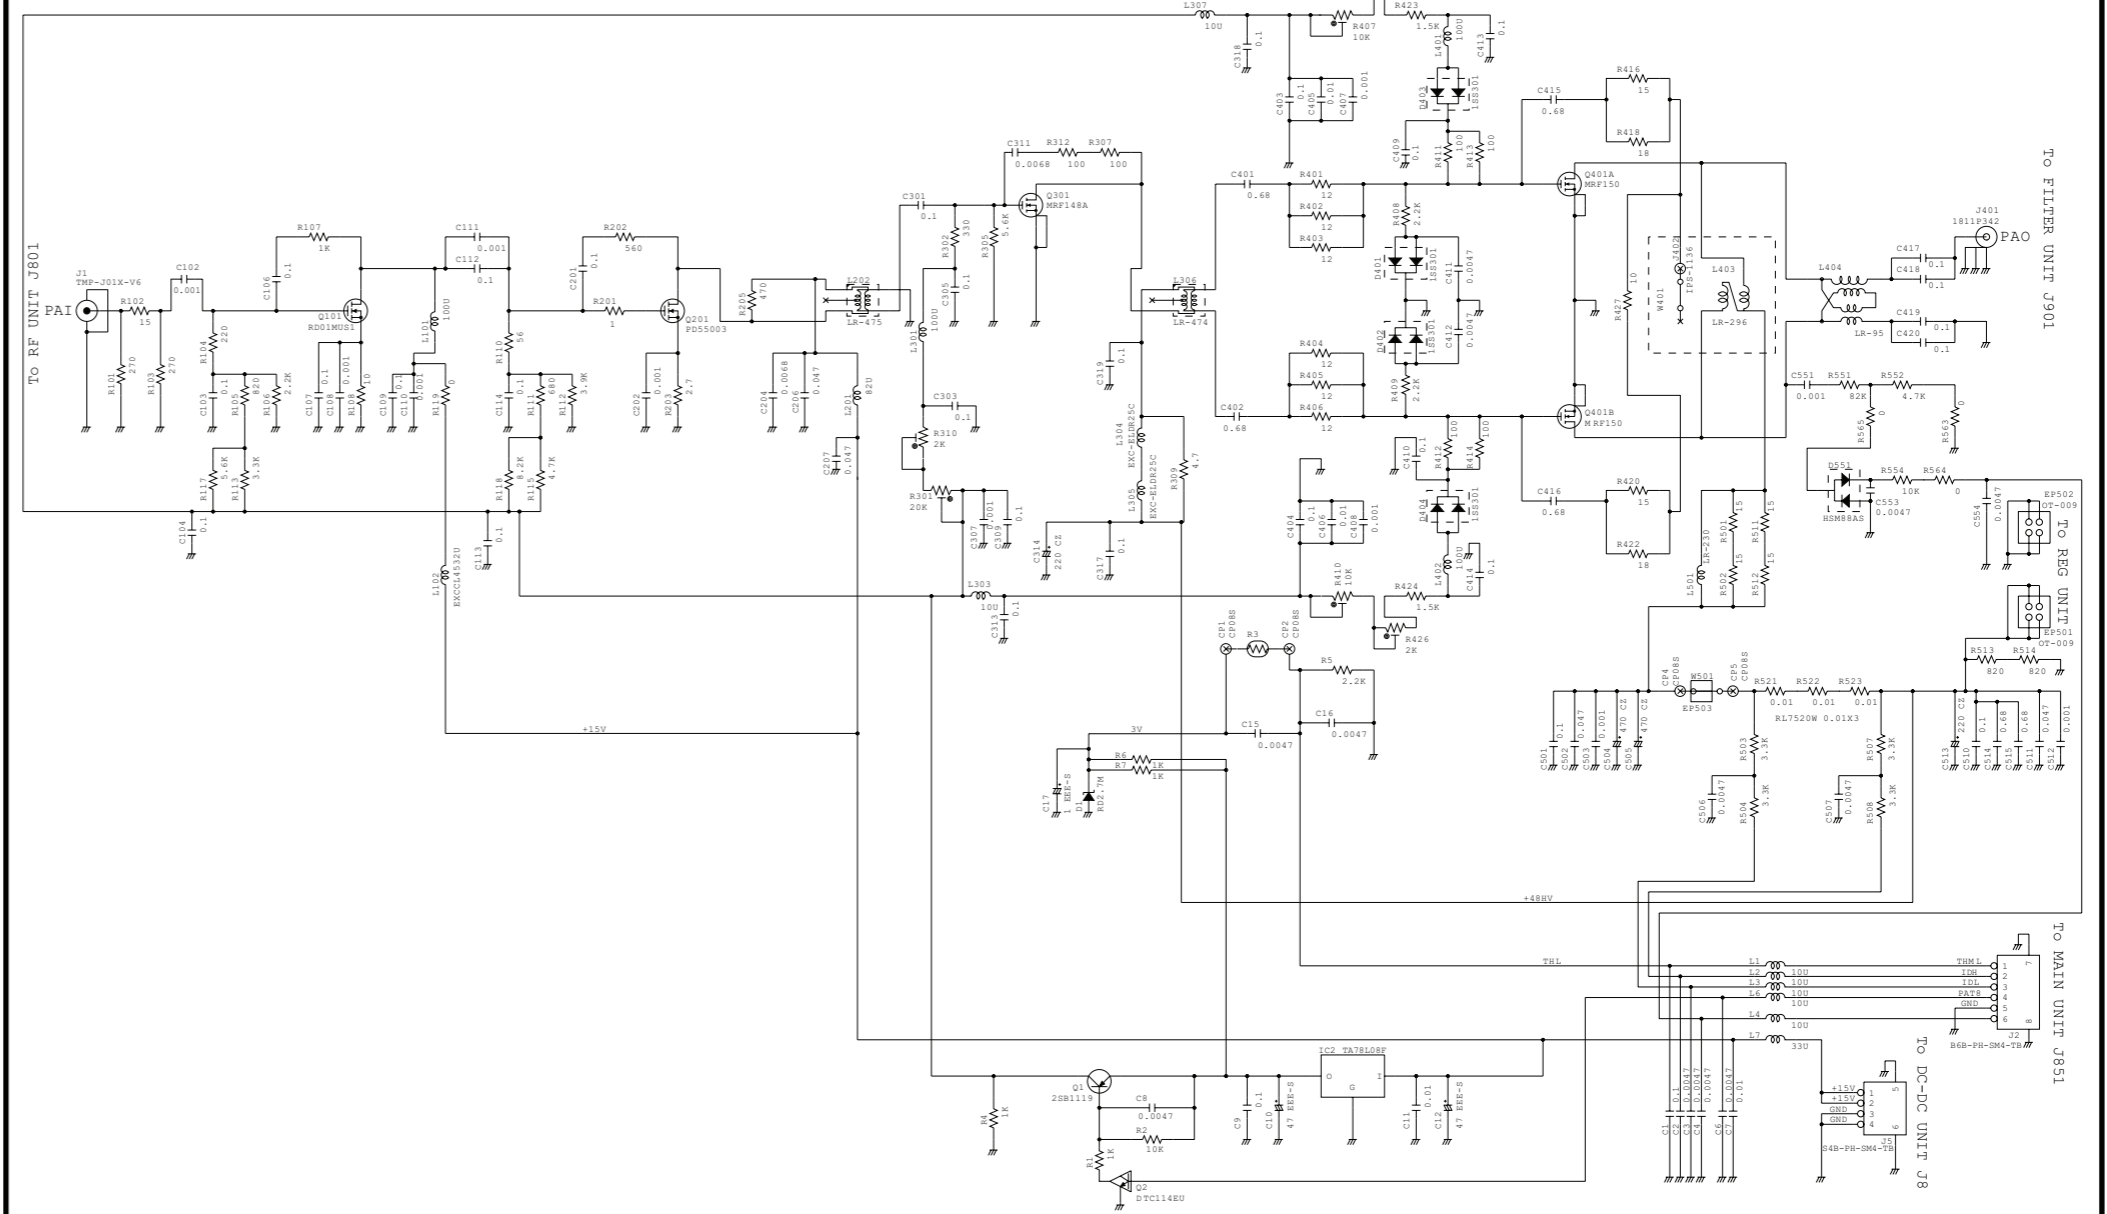 L307
10U
C318
0.1
R407
10K
R423
1.5K
L401
100U
C413
0.1
C403
0.1
C405
0.01
C407
0.001
D403
1SS301
C409
0.1
R411
100
R413
100
C415
0.68
R416
15
R418
18
TO FILTER UNIT J901
C311
0.0068
R312
100
R307
100
Q301
MRF148A
C301
0.1
R302
330
R305
5.6K
C305
0.1
C401
0.68
R401
12
R402
12
R403
12
R408
2.2K
Q401A
MRF150
D401
1SS301
C411
0.0047
D402
1SS301
C412
0.0047
R409
2.2K
R427
10
W401
J402
IPS-1136
L403
LR-296
L404
LR-95
J401
1811P342
PAO
C417
0.1
C418
0.1
C419
0.1
C420
0.1
TO RF UNIT J801
J1
TMP-J01X-V6
PAI
R102
15
C102
0.001
R101
270
R103
270
R104
220
C106
0.1
R107
1K
Q101
RD01MUS1
C103
0.1
R105
820
R106
2.2K
C107
0.1
C108
0.001
R108
10
R117
5.6K
R113
3.3K
C104
0.1
C111
0.001
C112
0.1
L101
100U
C109
0.1
C110
0.001
R119
0
R110
56
C114
0.1
R111
680
R112
3.9K
R118
8.2K
R115
4.7K
C113
0.1
L102
EXCCL4532U
R202
560
C201
0.1
R201
1
Q201
PD55003
C202
0.001
R203
2.7
R205
470
L202
LR-475
C204
0.0068
C206
0.047
L201
82U
C207
0.047
L301
100U
C303
0.1
R310
2K
R301
20K
C307
0.001
C309
0.1
L303
10U
C313
0.1
L306
LR-474
C319
0.1
L304
EXC-ELDR25C
L305
EXC-ELDR25C
R309
4.7
C314
220 CZ
C317
0.1
C402
0.68
R404
12
R405
12
R406
12
Q401B
MRF150
C410
0.1
R412
100
R414
100
D404
1SS301
C416
0.68
R420
15
R422
18
C404
0.1
C406
0.01
C408
0.001
L402
100U
C414
0.1
R410
10K
R424
1.5K
R426
2K
C551
0.001
R551
82K
R552
4.7K
R565
0
R563
0
D551
HSM88AS
R554
10K
R564
0
C553
0.0047
C554
0.0047
EP502
OT-009
TO REG UNIT
EP501
OT-009
R513
820
R514
820
L501
LR-230
R501
15
R511
15
R502
15
R512
15
CP1
CP08S
R3
CP2
CP08S
R5
2.2K
C15
0.0047
C16
0.0047
+15V
3V
R6
1K
R7
1K
C17
1 EEE-S
D1
RD2.7M
CP4
CP08S
W501
EP503
CP5
CP08S
R521
0.01
R522
0.01
R523
0.01
RL7520W 0.01X3
C501
0.1
C502
0.047
C503
0.001
C504
470 CZ
C505
470 CZ
R503
3.3K
R507
3.3K
C506
0.0047
R504
3.3K
C507
0.0047
R508
3.3K
C513
220 CZ
C510
0.1
C514
0.68
C515
0.68
C511
0.047
C512
0.001
+48HV
THL
L1
L2
10U
L3
10U
L6
10U
L4
10U
L7
33U
THML
IDH
IDL
PAT8
GND
1
2
3
4
5
6
7
8
J2
B6B-PH-SM4-TB
TO MAIN UNIT J851
TO DC-DC UNIT J8
+15V
+15V
GND
GND
1
2
3
4
5
6
J5
S4B-PH-SM4-TB
C1
0.1
C2
0.0047
C3
0.0047
C4
0.0047
C6
0.0047
C7
0.01
Q1
2SB1119
R4
1K
C8
0.0047
R2
10K
R1
1K
Q2
DTC114EU
C9
0.1
C10
47 EEE-S
IC2 TA78L08F
O
G
I
C11
0.01
C12
47 EEE-S